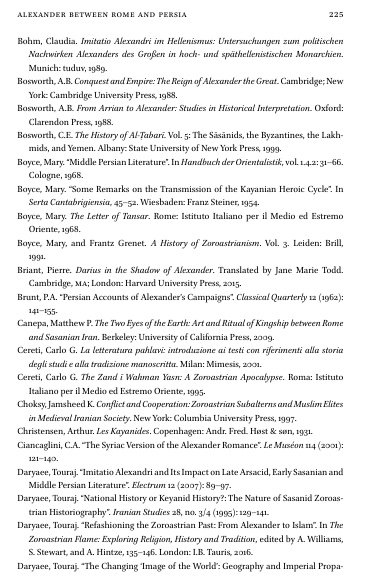 ALEXANDER BETWEEN ROME AND PERSIA 225
Bohm, Claudia. Imitatio Alexandri im Hellenismus: Untersuchungen zum politischen
Nachwirken Alexanders des Großen in hoch- und späthellenistischen Monarchien.
Munich: tuduv, 1989.
Bosworth, A.B. Conquest and Empire: The Reign of Alexander the Great. Cambridge; New
York: Cambridge University Press, 1988.
Bosworth, A.B. From Arrian to Alexander: Studies in Historical Interpretation. Oxford:
Clarendon Press, 1988.
Bosworth, C.E. The History of Al-Ṭabarī. Vol. 5: The Sāsānids, the Byzantines, the Lakh-
mids, and Yemen. Albany: State University of New York Press, 1999.
Boyce, Mary. “Middle Persian Literature”. In Handbuch der Orientalistik, vol. 1.4.2: 31–66.
Cologne, 1968.
Boyce, Mary. “Some Remarks on the Transmission of the Kayanian Heroic Cycle”. In
Serta Cantabrigiensia, 45–52. Wiesbaden: Franz Steiner, 1954.
Boyce, Mary. The Letter of Tansar. Rome: Istituto Italiano per il Medio ed Estremo
Oriente, 1968.
Boyce, Mary, and Frantz Grenet. A History of Zoroastrianism. Vol. 3. Leiden: Brill,
1991.
Briant, Pierre. Darius in the Shadow of Alexander. Translated by Jane Marie Todd.
Cambridge, MA; London: Harvard University Press, 2015.
Brunt, P.A. “Persian Accounts of Alexander’s Campaigns”. Classical Quarterly 12 (1962):
141–155.
Canepa, Matthew P. The Two Eyes of the Earth: Art and Ritual of Kingship between Rome
and Sasanian Iran. Berkeley: University of California Press, 2009.
Cereti, Carlo G. La letteratura pahlavi: introduzione ai testi con riferimenti alla storia
degli studi e alla tradizione manoscritta. Milan: Mimesis, 2001.
Cereti, Carlo G. The Zand ī Wahman Yasn: A Zoroastrian Apocalypse. Roma: Istituto
Italiano per il Medio ed Estremo Oriente, 1995.
Choksy, Jamsheed K. Conflict and Cooperation: Zoroastrian Subalterns and Muslim Elites
in Medieval Iranian Society. New York: Columbia University Press, 1997.
Christensen, Arthur. Les Kayanides. Copenhagen: Andr. Fred. Høst & søn, 1931.
Ciancaglini, C.A. “The Syriac Version of the Alexander Romance”. Le Muséon 114 (2001):
121–140.
Daryaee, Touraj. “Imitatio Alexandri and Its Impact on Late Arsacid, Early Sasanian and
Middle Persian Literature”. Electrum 12 (2007): 89–97.
Daryaee, Touraj. “National History or Keyanid History?: The Nature of Sasanid Zoroas-
trian Historiography”. Iranian Studies 28, no. 3/4 (1995): 129–141.
Daryaee, Touraj. “Refashioning the Zoroastrian Past: From Alexander to Islam”. In The
Zoroastrian Flame: Exploring Religion, History and Tradition, edited by A. Williams,
S. Stewart, and A. Hintze, 135–146. London: I.B. Tauris, 2016.
Daryaee, Touraj. “The Changing ‘Image of the World’: Geography and Imperial Propa-